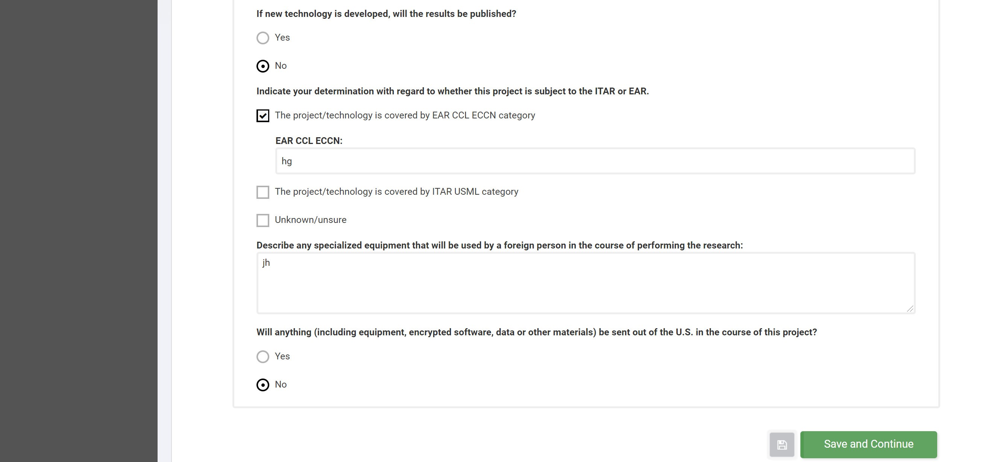 If new technology is developed, will the results be published?
Yes
No
Indicate your determination with regard to whether this project is subject to the ITAR or EAR.
The project/technology is covered by EAR CCL ECCN category
EAR CCL ECCN:
hg
The project/technology is covered by ITAR USML category
Unknown/unsure
Describe any specialized equipment that will be used by a foreign person in the course of performing the research:
jh
Will anything (including equipment, encrypted software, data or other materials) be sent out of the U.S. in the course of this project?
Yes
No
Save and Continue